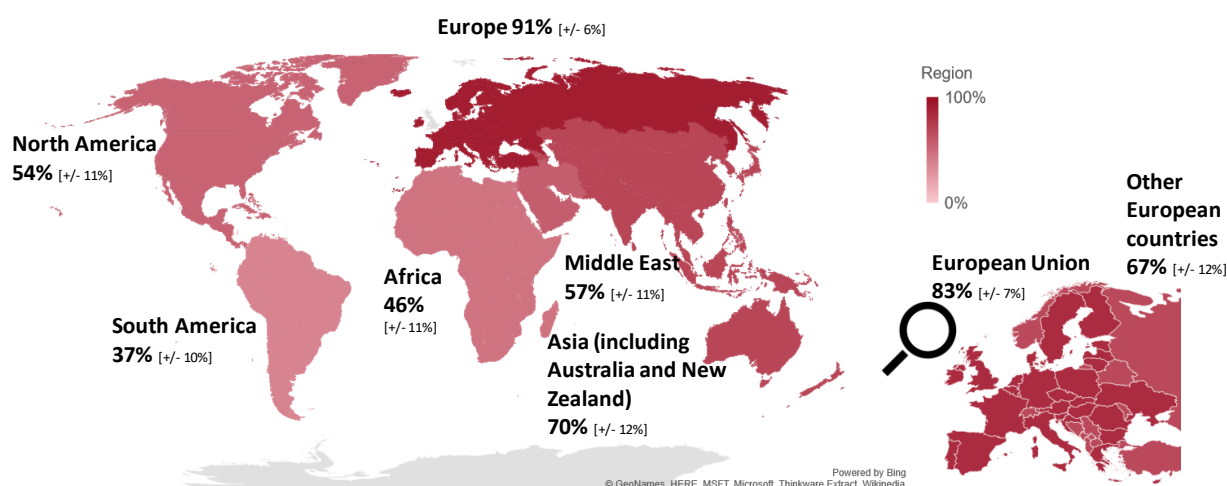 Europe 91% [+/- 6%]
Region
100%
0%
North America
54% [+/- 11%]
Other
European
countries
67% [+/- 12%]
European Union
83% [+/- 7%]
Africa
46%
[+/- 11%]
Middle East
57% [+/- 11%]
South America
37% [+/- 10%]
Asia (including
Australia and New
Zealand)
70% [+/- 12%]
Powered by Bing
© GeoNames, HERE, MSFT, Microsoft, Thinkware Extract, Wikipedia